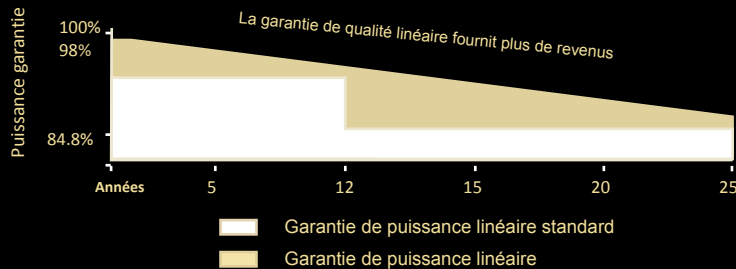 La garantie de qualité linéaire fournit plus de revenus
Puissance garantie
100%
98%
84.8%
Années 5 12 15 20 25
Garantie de puissance linéaire standard
Garantie de puissance linéaire